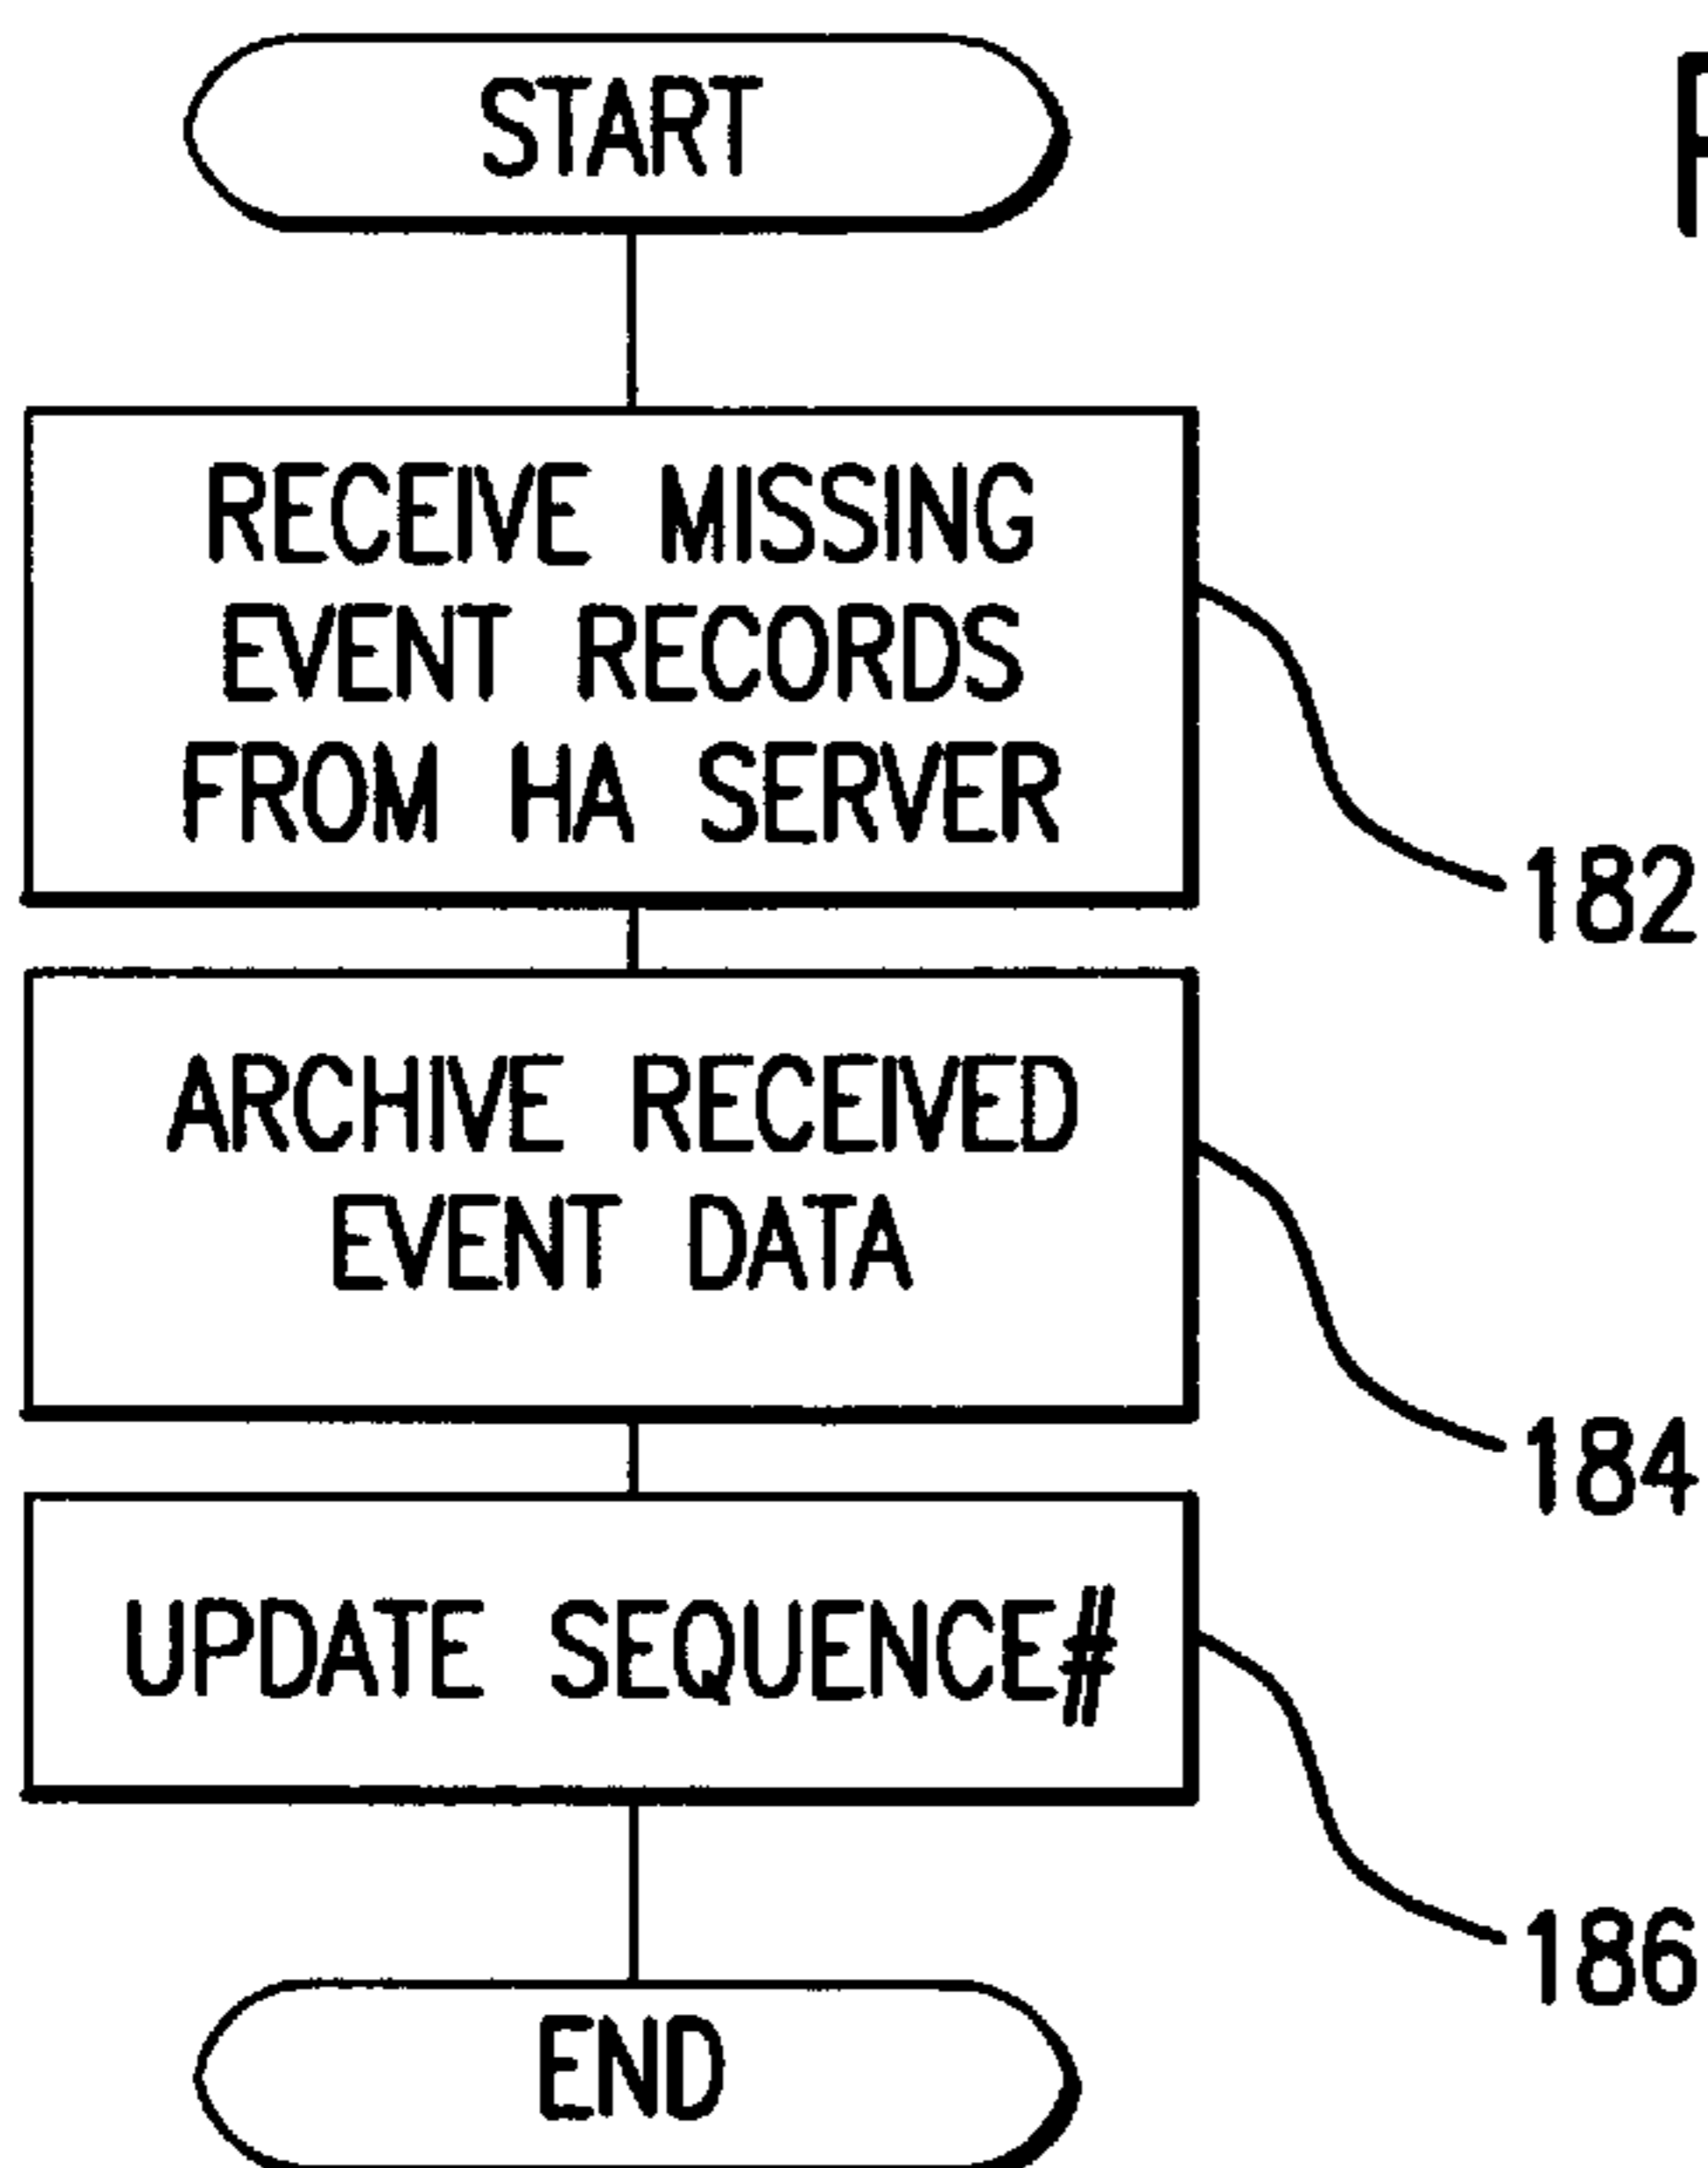 START
RECEIVE MISSING
EVENT RECORDS
FROM HA SERVER
182
ARCHIVE RECEIVED
EVENT DATA
184
UPDATE SEQUENCE#
186
END